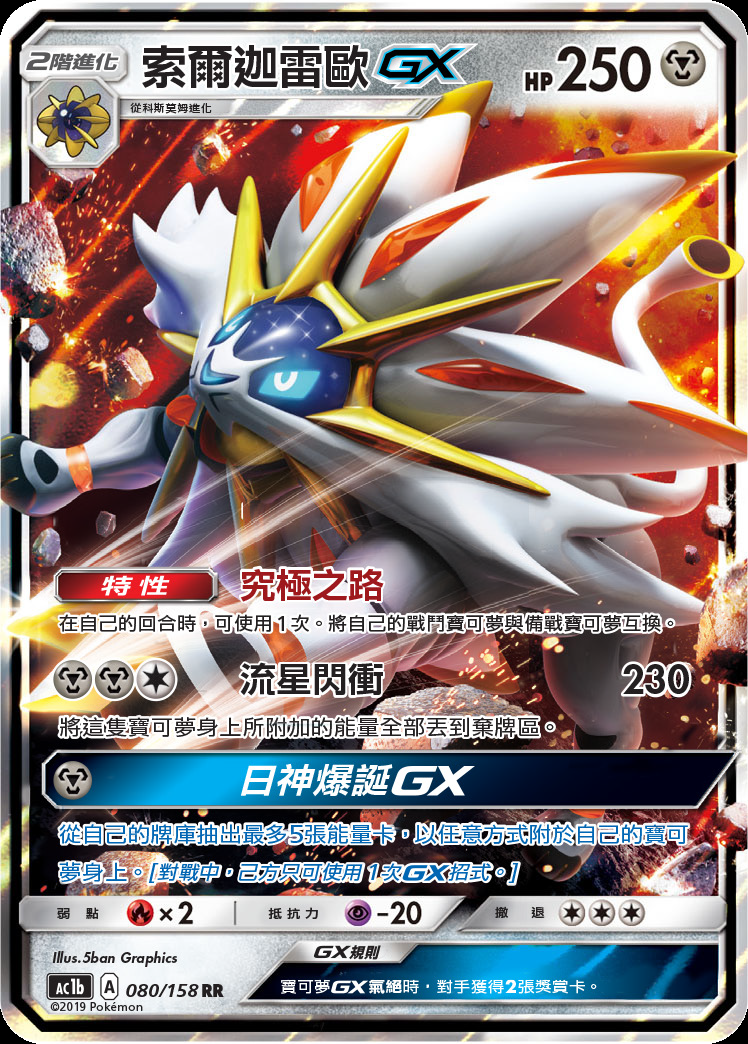 2階進化 索爾迦雷歐GX HP250
從科斯莫姆進化
特性 究極之路
在自己的回合時，可使用1次。將自己的戰鬥寶可夢與備戰寶可夢互換。
流星閃衝 230
將這隻寶可夢身上所附加的能量全部丟到棄牌區。
日神爆誕GX
從自己的牌庫抽出最多5張能量卡，以任意方式附於自己的寶可
夢身上。[對戰中，己方只可使用1次GX招式。]
弱點 ×2 抵抗力 -20 撤退
Illus.5ban Graphics
GX規則
AC1b A 080/158 RR
寶可夢GX氣絕時，對手獲得2張獎賞卡。
©2019 Pokémon